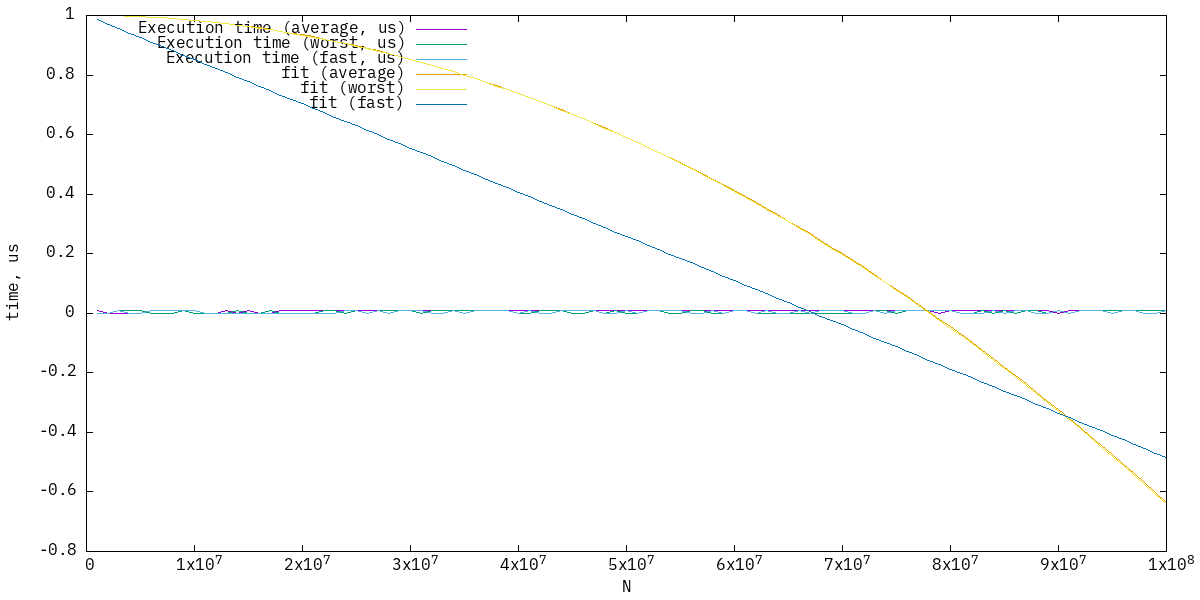 1
0.8
0.6
0.4
0.2
0
-0.2
-0.4
-0.6
-0.8
time, us
Execution time (average, us)
Execution time (worst, us)
Execution time (fast, us)
fit (average)
fit (worst)
fit (fast)
0 1x10⁷ 2x10⁷ 3x10⁷ 4x10⁷ 5x10⁷ 6x10⁷ 7x10⁷ 8x10⁷ 9x10⁷ 1x10⁸
N